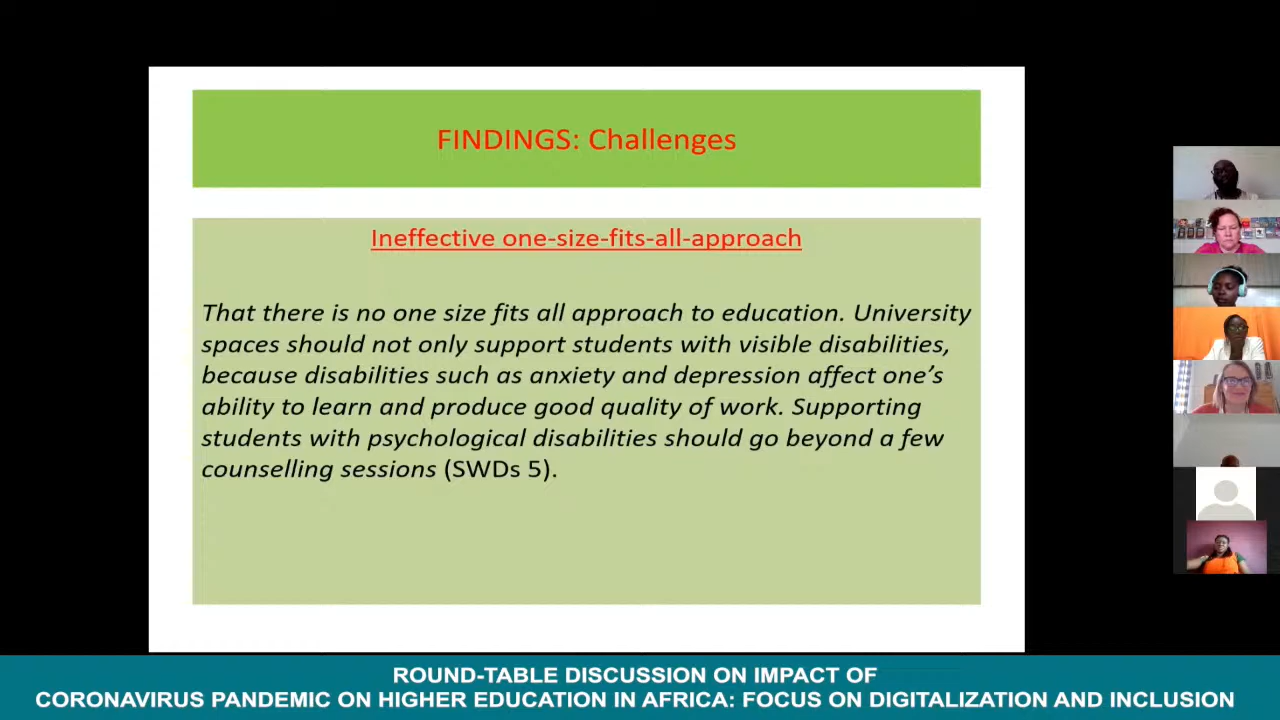 FINDINGS: Challenges
Ineffective one-size-fits-all-approach
That there is no one size fits all approach to education. University
spaces should not only support students with visible disabilities,
because disabilities such as anxiety and depression affect one’s
ability to learn and produce good quality of work. Supporting
students with psychological disabilities should go beyond a few
counselling sessions (SWDs 5).
ROUND-TABLE DISCUSSION ON IMPACT OF
CORONAVIRUS PANDEMIC ON HIGHER EDUCATION IN AFRICA: FOCUS ON DIGITALIZATION AND INCLUSION